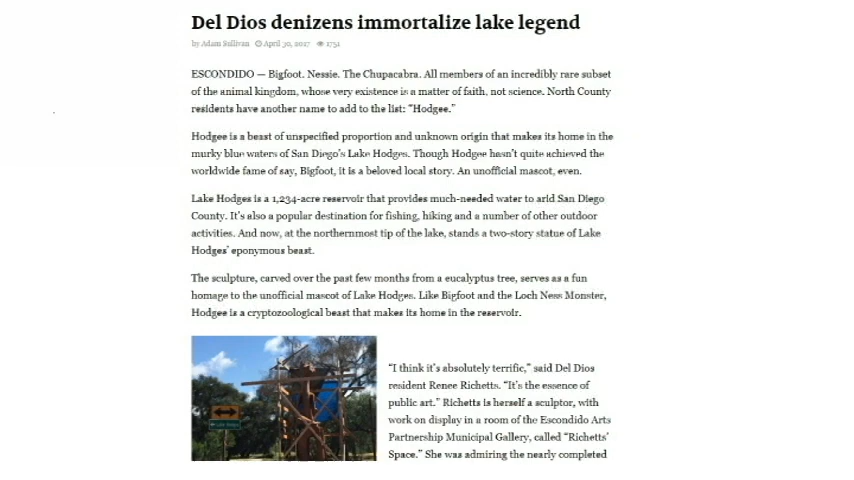 Del Dios denizens immortalize lake legend
by Adam Sullivan April 30, 2017 1751
ESCONDIDO — Bigfoot. Nessie. The Chupacabra. All members of an incredibly rare subset
of the animal kingdom, whose very existence is a matter of faith, not science. North County
residents have another name to add to the list: “Hodgee.”
Hodgee is a beast of unspecified proportion and unknown origin that makes its home in the
murky blue waters of San Diego’s Lake Hodges. Though Hodgee hasn’t quite achieved the
worldwide fame of say, Bigfoot, it is a beloved local story. An unofficial mascot, even.
Lake Hodges is a 1,234-acre reservoir that provides much-needed water to arid San Diego
County. It’s also a popular destination for fishing, hiking and a number of other outdoor
activities. And now, at the northernmost tip of the lake, stands a two-story statue of Lake
Hodges’ eponymous beast.
The sculpture, carved over the past few months from a eucalyptus tree, serves as a fun
homage to the unofficial mascot of Lake Hodges. Like Bigfoot and the Loch Ness Monster,
Hodgee is a cryptozoological beast that makes its home in the reservoir.
“I think it’s absolutely terrific,” said Del Dios
resident Renee Richetts. “It’s the essence of
public art.” Richetts is herself a sculptor, with
work on display in a room of the Escondido Arts
Partnership Municipal Gallery, called “Richetts’
Space.” She was admiring the nearly completed